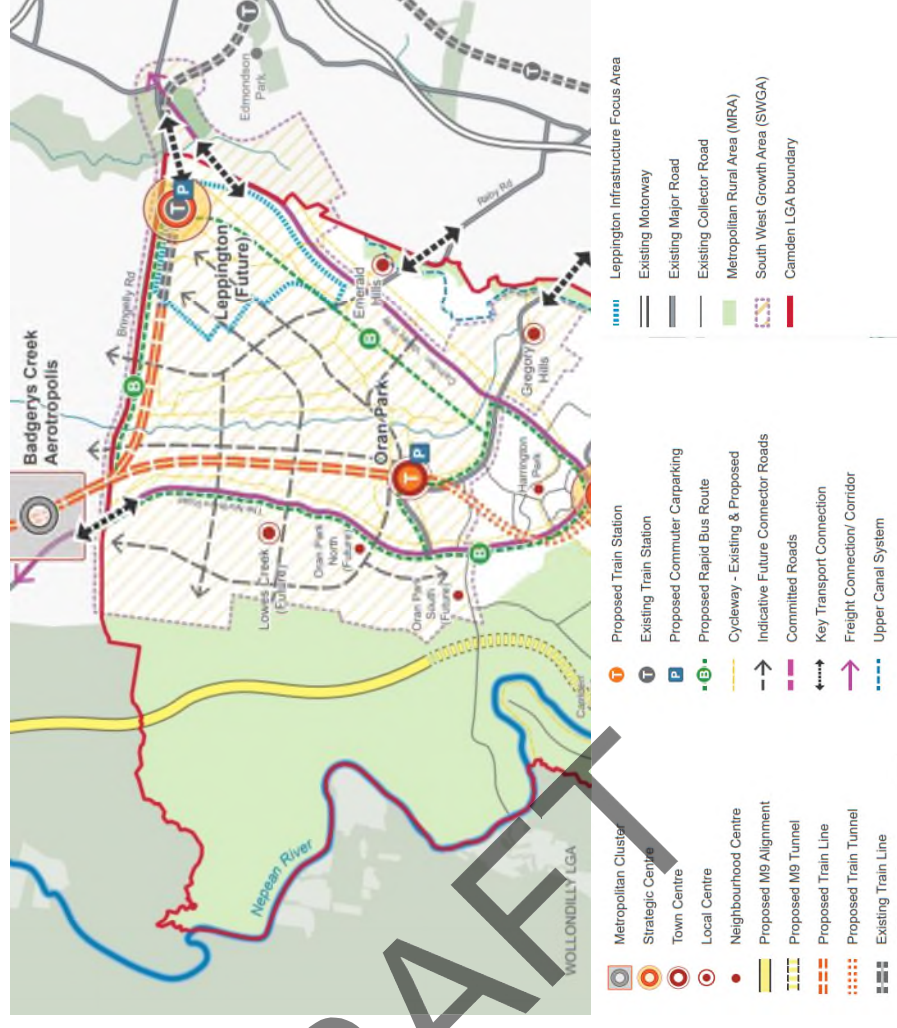 Badgerys Creek
Aerotropolis
Bringelly Rd
T
Edmondson
Park
T
T
P
Leppington
(Future)
B
The Northern Road
Lowes Creek
(Future)
Oran Park
North
(Future)
Oran Park
South
(Future)
Oran Park
T
P
B
Emerald
Hills
Raby Rd
Camden Valley Way
Gregory
Hills
Harrington
Park
B
Camden
Nepean River
WOLLONDILLY LGA
DRAFT
Metropolitan Cluster
Strategic Centre
Town Centre
Local Centre
Neighbourhood Centre
Proposed M9 Alignment
Proposed M9 Tunnel
Proposed Train Line
Proposed Train Tunnel
Existing Train Line
T Proposed Train Station
T Existing Train Station
P Proposed Commuter Carparking
B Proposed Rapid Bus Route
Cycleway - Existing & Proposed
Indicative Future Connector Roads
Committed Roads
Key Transport Connection
Freight Connection/ Corridor
Upper Canal System
Leppington Infrastructure Focus Area
Existing Motorway
Existing Major Road
Existing Collector Road
Metropolitan Rural Area (MRA)
South West Growth Area (SWGA)
Camden LGA boundary